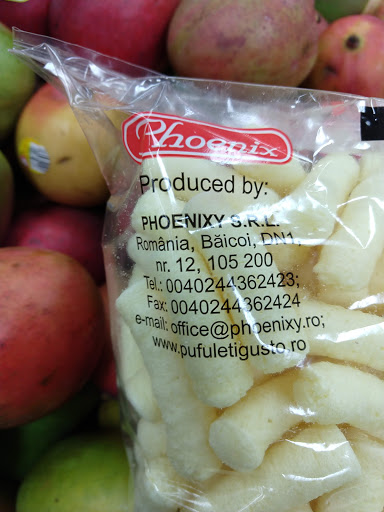 Phoenix
Produced by:
PHOENIXY S.R.L.
România, Băicoi, DN1,
nr. 12, 105 200
Tel.: 0040244362423;
Fax: 0040244362424
e-mail: office@phoenixy.ro;
www.pufuletigusto.ro